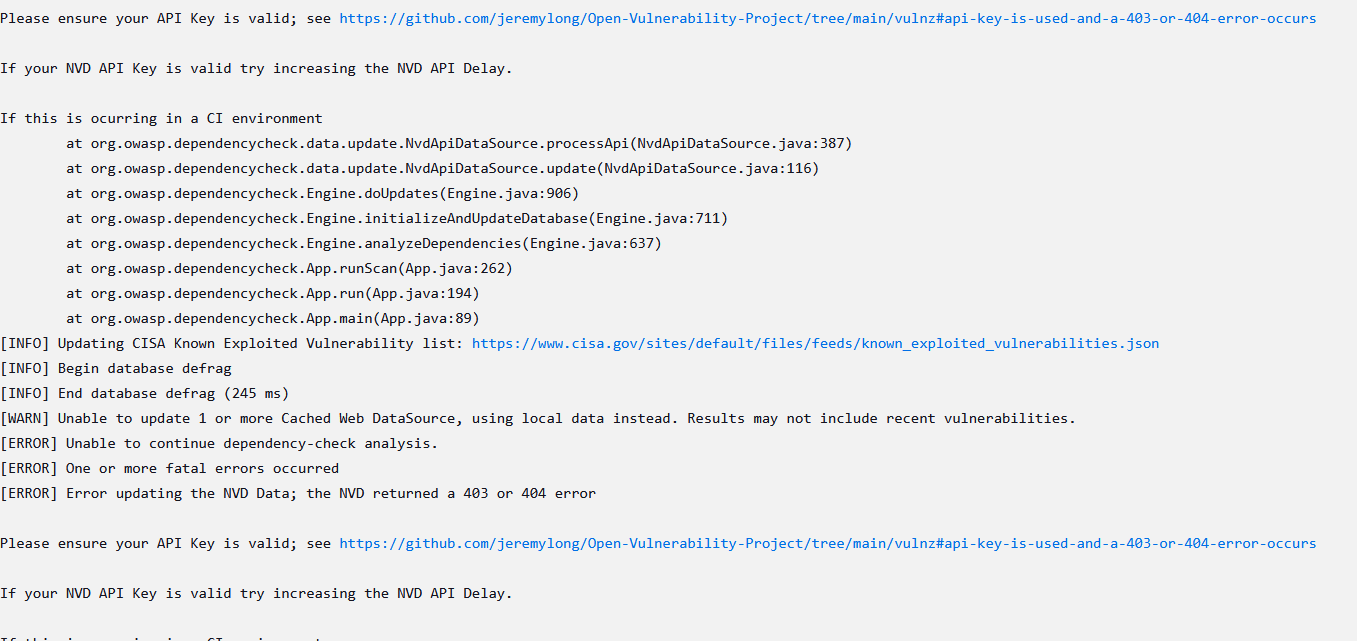 Please ensure your API Key is valid; see https://github.com/jeremylong/Open-Vulnerability-Project/tree/main/vulnz#api-key-is-used-and-a-403-or-404-error-occurs
If your NVD API Key is valid try increasing the NVD API Delay.
If this is ocurring in a CI environment
at org.owasp.dependencycheck.data.update.NvdApiDataSource.processApi(NvdApiDataSource.java:387)
at org.owasp.dependencycheck.data.update.NvdApiDataSource.update(NvdApiDataSource.java:116)
at org.owasp.dependencycheck.Engine.doUpdates(Engine.java:906)
at org.owasp.dependencycheck.Engine.initializeAndUpdateDatabase(Engine.java:711)
at org.owasp.dependencycheck.Engine.analyzeDependencies(Engine.java:637)
at org.owasp.dependencycheck.App.runScan(App.java:262)
at org.owasp.dependencycheck.App.run(App.java:194)
at org.owasp.dependencycheck.App.main(App.java:89)
[INFO] Updating CISA Known Exploited Vulnerability list: https://www.cisa.gov/sites/default/files/feeds/known_exploited_vulnerabilities.json
[INFO] Begin database defrag
[INFO] End database defrag (245 ms)
[WARN] Unable to update 1 or more Cached Web DataSource, using local data instead. Results may not include recent vulnerabilities.
[ERROR] Unable to continue dependency-check analysis.
[ERROR] One or more fatal errors occurred
[ERROR] Error updating the NVD Data; the NVD returned a 403 or 404 error
Please ensure your API Key is valid; see https://github.com/jeremylong/Open-Vulnerability-Project/tree/main/vulnz#api-key-is-used-and-a-403-or-404-error-occurs
If your NVD API Key is valid try increasing the NVD API Delay.